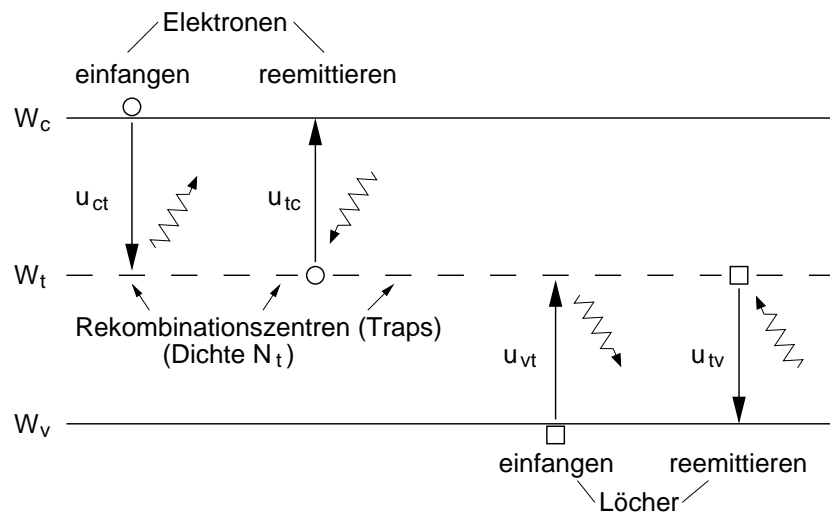 Elektronen
einfangen reemittieren
W_c
u_ct u_tc
W_t
Rekombinationszentren (Traps)
(Dichte N_t)
u_vt u_tv
W_v
einfangen reemittieren
Löcher